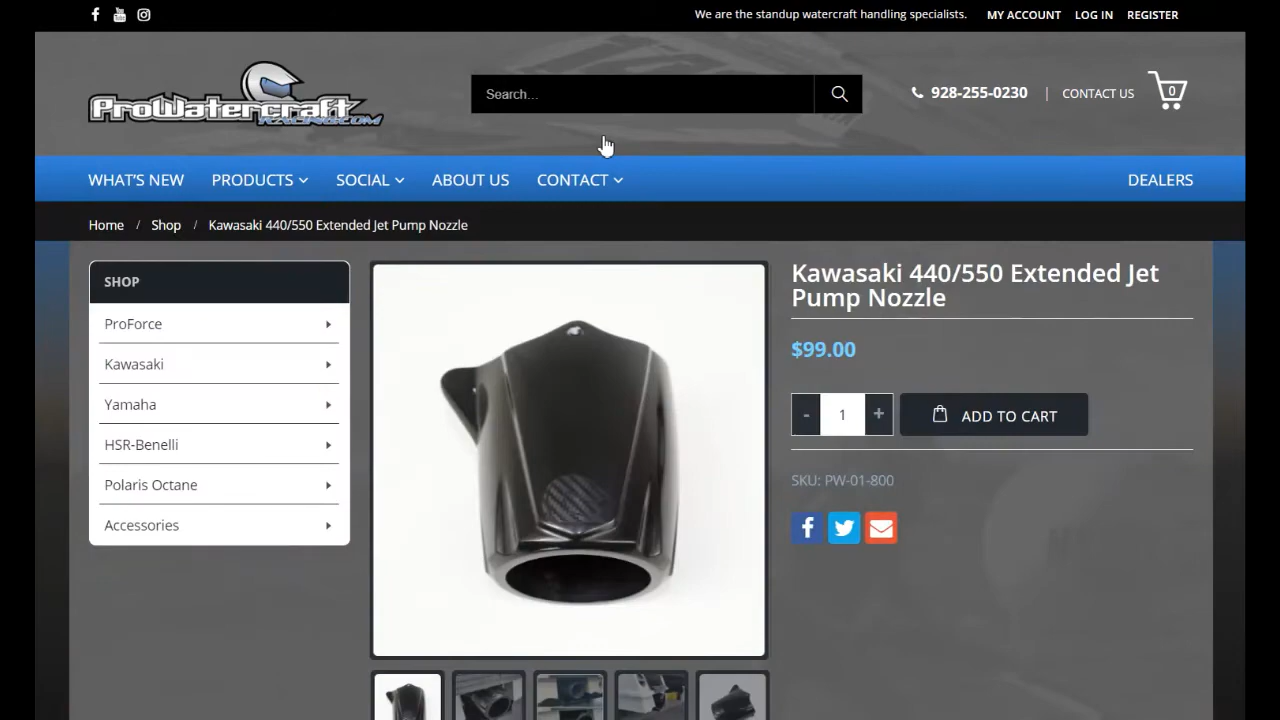 We are the standup watercraft handling specialists. MY ACCOUNT LOG IN REGISTER
ProWatercraft
RACING.COM
Search...
928-255-0230 | CONTACT US
0
WHAT'S NEW PRODUCTS SOCIAL ABOUT US CONTACT DEALERS
Home / Shop / Kawasaki 440/550 Extended Jet Pump Nozzle
SHOP
ProForce
Kawasaki
Yamaha
HSR-Benelli
Polaris Octane
Accessories
Kawasaki 440/550 Extended Jet
Pump Nozzle
$99.00
- 1 + ADD TO CART
SKU: PW-01-800